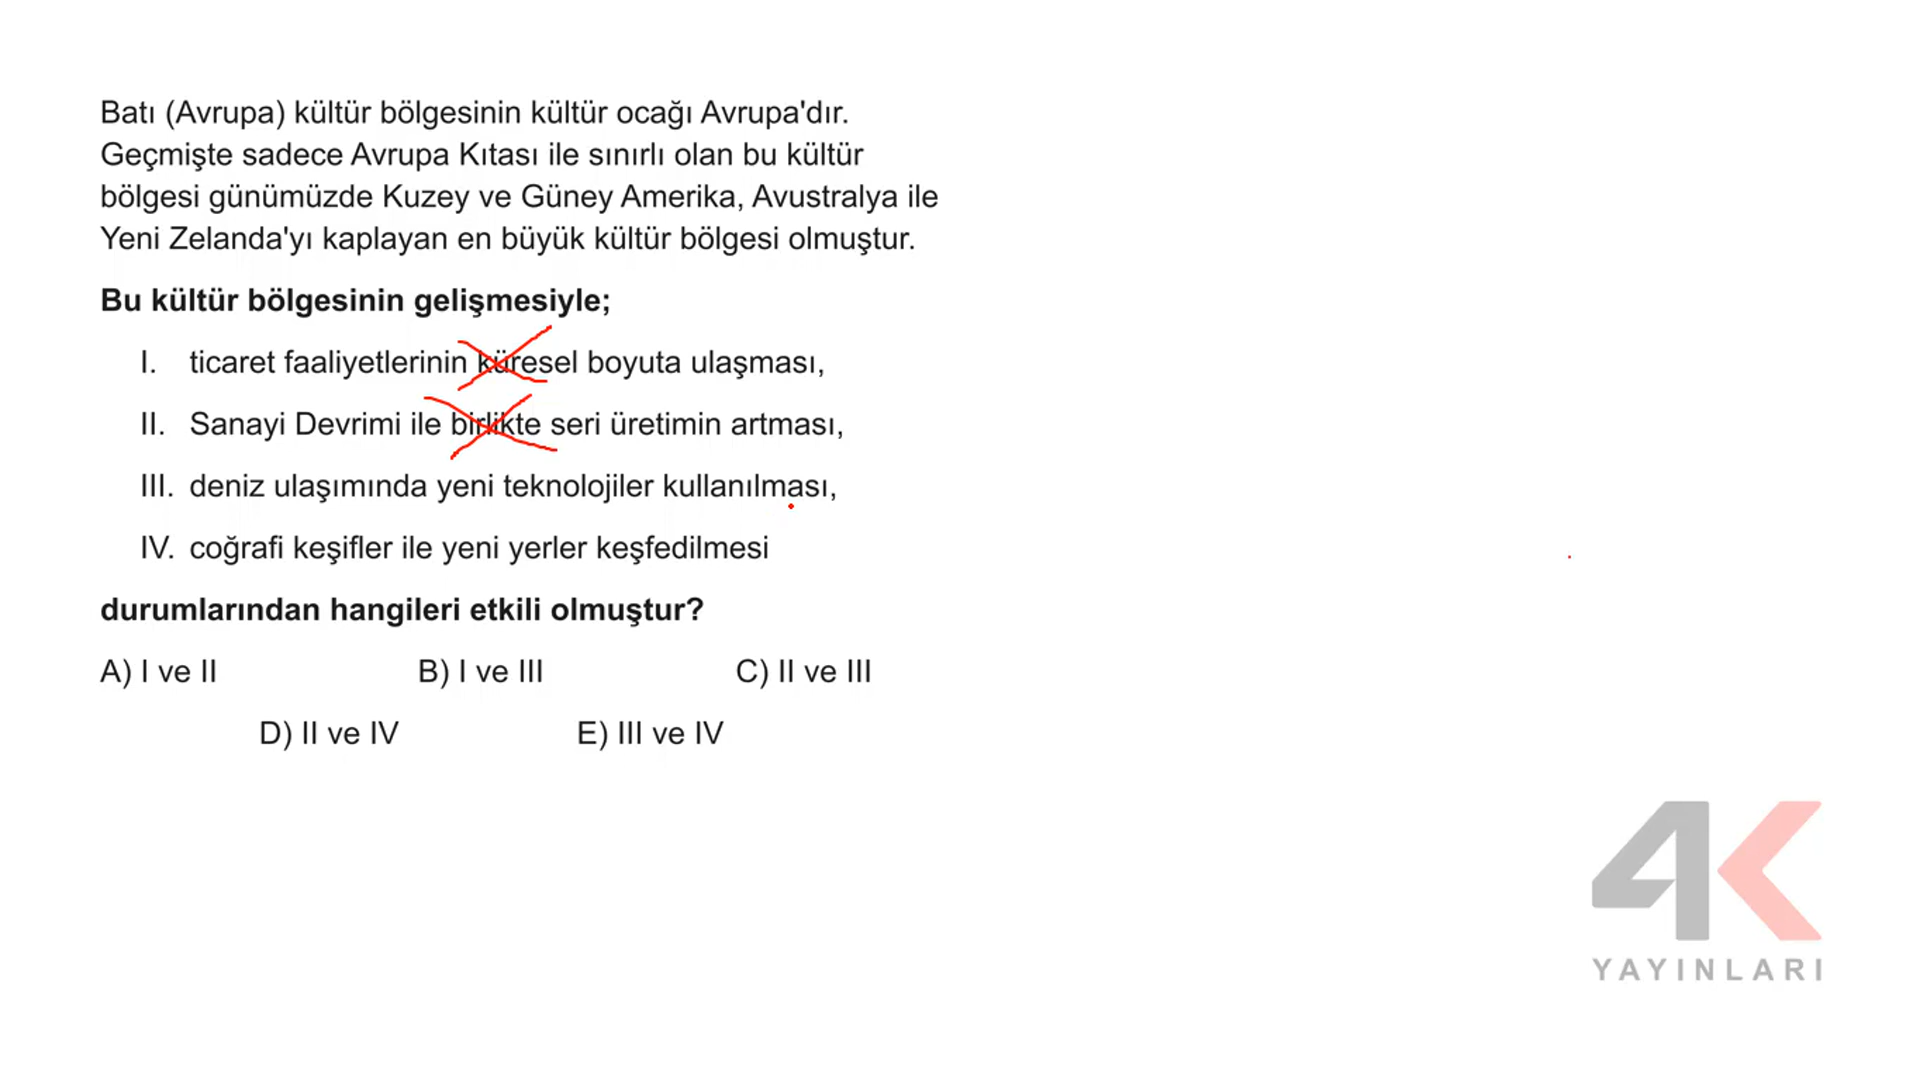 Batı (Avrupa) kültür bölgesinin kültür ocağı Avrupa'dır.
Geçmişte sadece Avrupa Kıtası ile sınırlı olan bu kültür
bölgesi günümüzde Kuzey ve Güney Amerika, Avustralya ile
Yeni Zelanda'yı kaplayan en büyük kültür bölgesi olmuştur.
Bu kültür bölgesinin gelişmesiyle;
I. ticaret faaliyetlerinin küresel boyuta ulaşması,
II. Sanayi Devrimi ile birlikte seri üretimin artması,
III. deniz ulaşımında yeni teknolojiler kullanılması,
IV. coğrafi keşifler ile yeni yerler keşfedilmesi
durumlarından hangileri etkili olmuştur?
A) I ve II B) I ve III C) II ve III
D) II ve IV E) III ve IV
4K
YAYINLARI